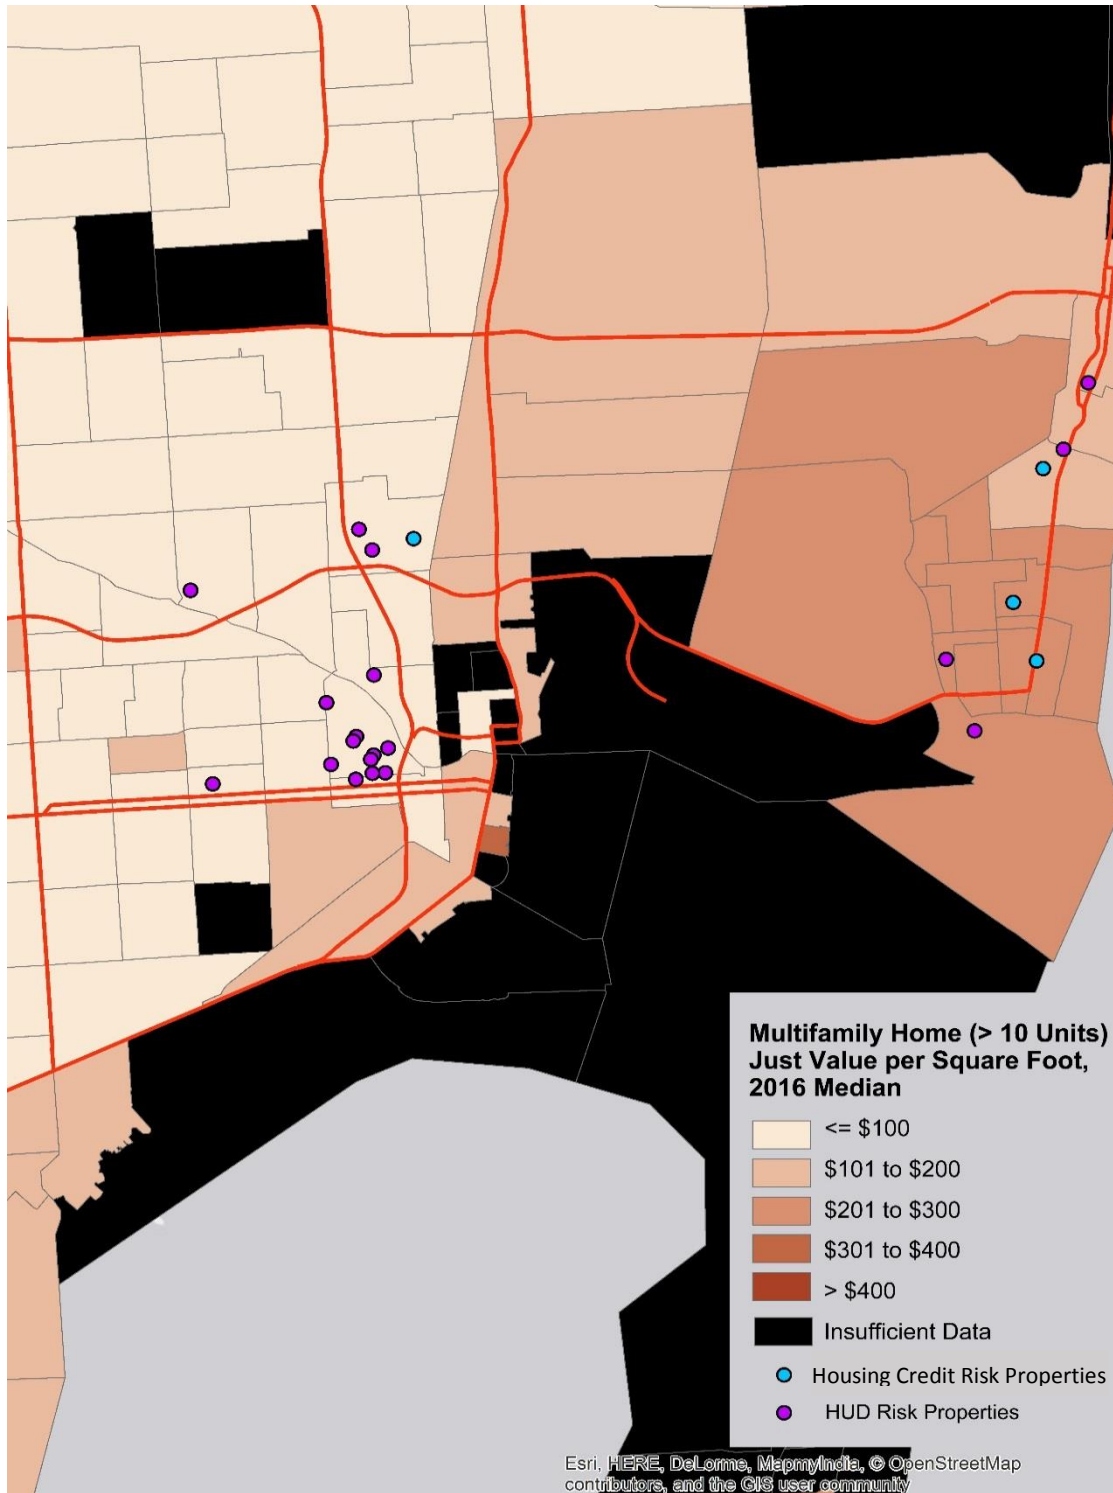 Multifamily Home (> 10 Units)
Just Value per Square Foot,
2016 Median
<= $100
$101 to $200
$201 to $300
$301 to $400
> $400
Insufficient Data
Housing Credit Risk Properties
HUD Risk Properties
Esri, HERE, DeLorme, MapmyIndia, © OpenStreetMap
contributors, and the GIS user community